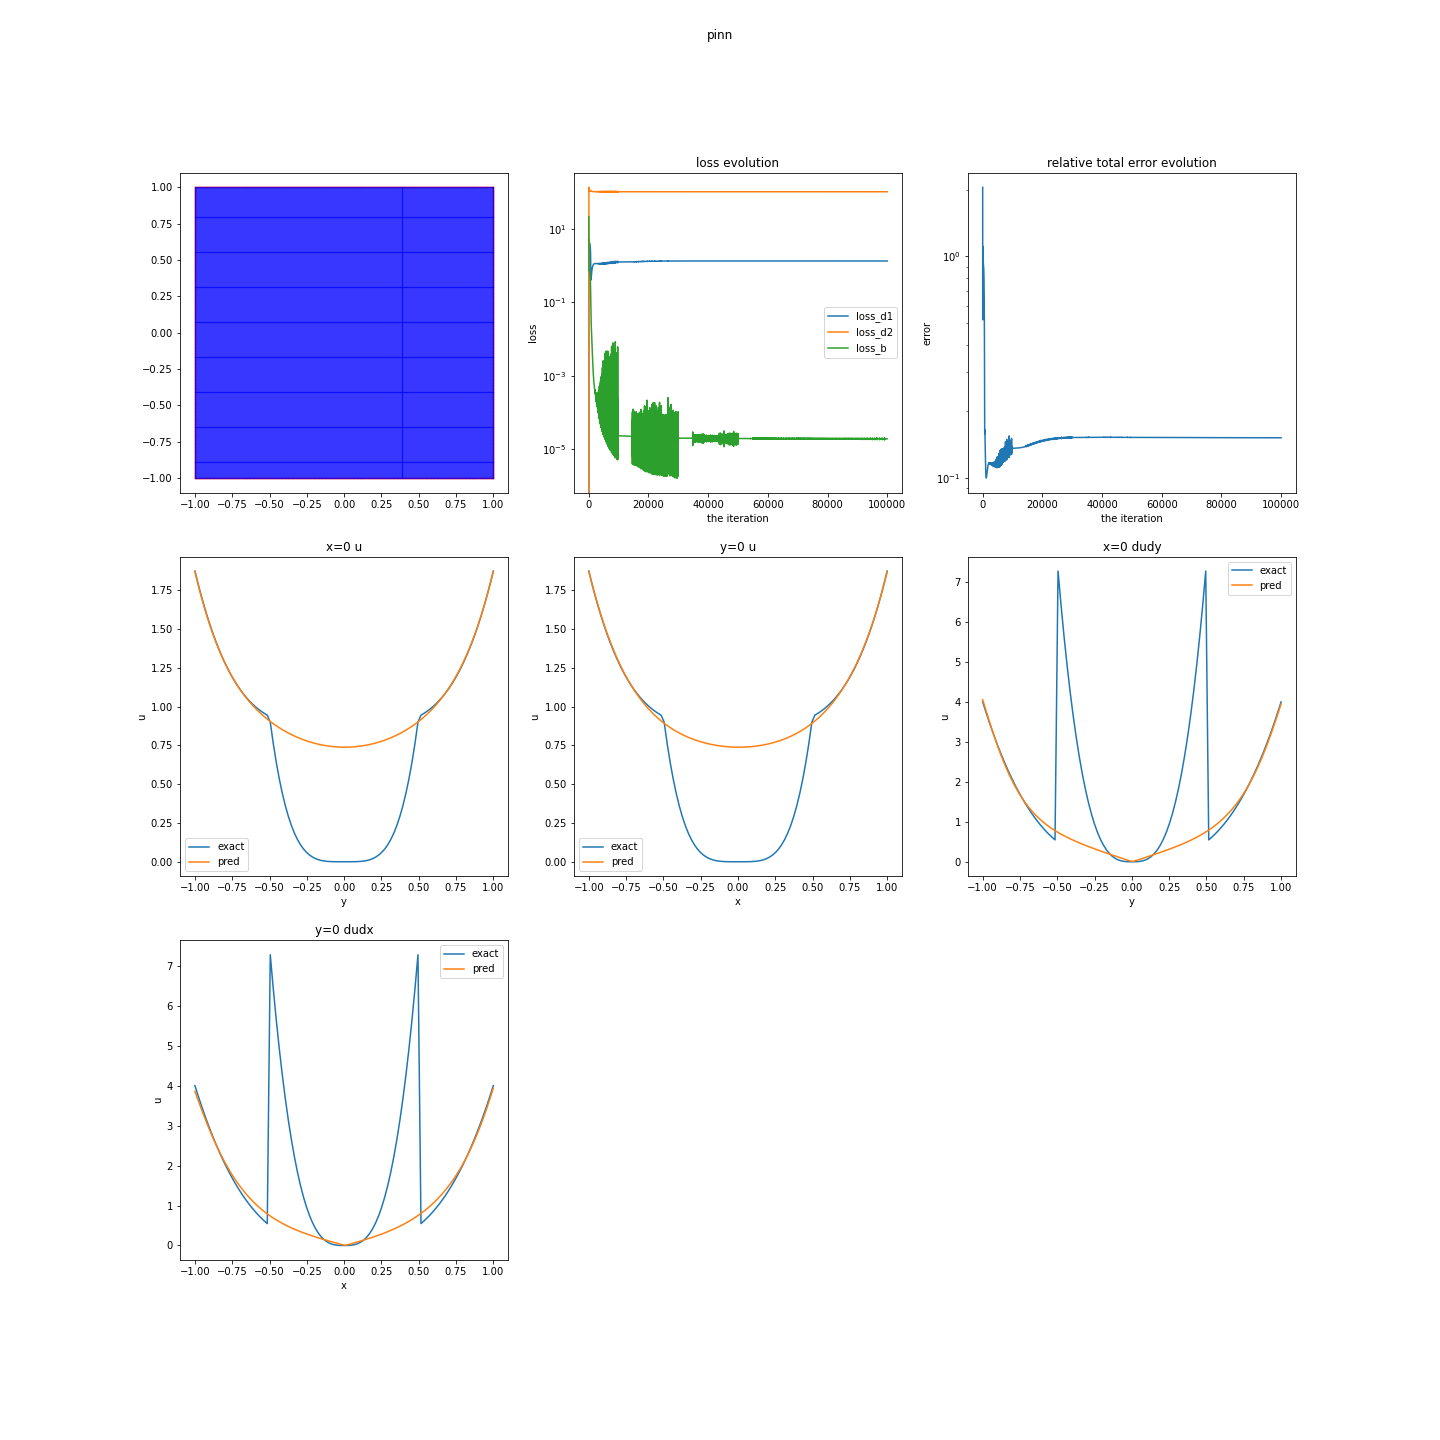 pinn
1.00
0.75
0.50
0.25
0.00
−0.25
−0.50
−0.75
−1.00
−1.00 −0.75 −0.50 −0.25 0.00 0.25 0.50 0.75 1.00
loss evolution
loss
10^1
10^−1
10^−3
10^−5
loss_d1
loss_d2
loss_b
0 20000 40000 60000 80000 100000
the iteration
relative total error evolution
error
10^0
10^−1
0 20000 40000 60000 80000 100000
the iteration
x=0 u
u
1.75
1.50
1.25
1.00
0.75
0.50
0.25
0.00
exact
pred
−1.00 −0.75 −0.50 −0.25 0.00 0.25 0.50 0.75 1.00
y
y=0 u
u
1.75
1.50
1.25
1.00
0.75
0.50
0.25
0.00
exact
pred
−1.00 −0.75 −0.50 −0.25 0.00 0.25 0.50 0.75 1.00
x
x=0 dudy
u
7
6
5
4
3
2
1
0
exact
pred
−1.00 −0.75 −0.50 −0.25 0.00 0.25 0.50 0.75 1.00
y
y=0 dudx
u
7
6
5
4
3
2
1
0
exact
pred
−1.00 −0.75 −0.50 −0.25 0.00 0.25 0.50 0.75 1.00
x